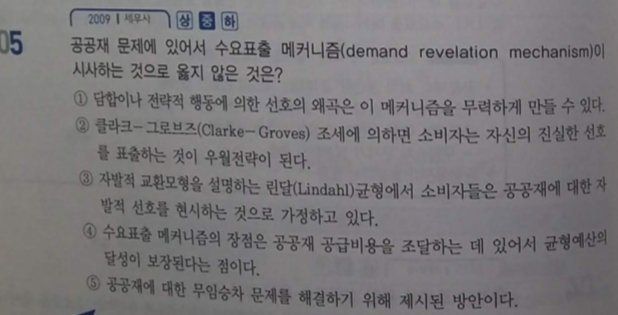 2009 | 세무사 상 중 하
05 공공재 문제에 있어서 수요표출 메커니즘(demand revelation mechanism)이
시사하는 것으로 옳지 않은 것은?
① 담합이나 전략적 행동에 의한 선호의 왜곡은 이 메커니즘을 무력하게 만들 수 있다.
② 클라크-그로브즈(Clarke-Groves) 조세에 의하면 소비자는 자신의 진실한 선호
를 표출하는 것이 우월전략이 된다.
③ 자발적 교환모형을 설명하는 린달(Lindahl)균형에서 소비자들은 공공재에 대한 자
발적 선호를 현시하는 것으로 가정하고 있다.
④ 수요표출 메커니즘의 장점은 공공재 공급비용을 조달하는 데 있어서 균형예산의
달성이 보장된다는 점이다.
⑤ 공공재에 대한 무임승차 문제를 해결하기 위해 제시된 방안이다.